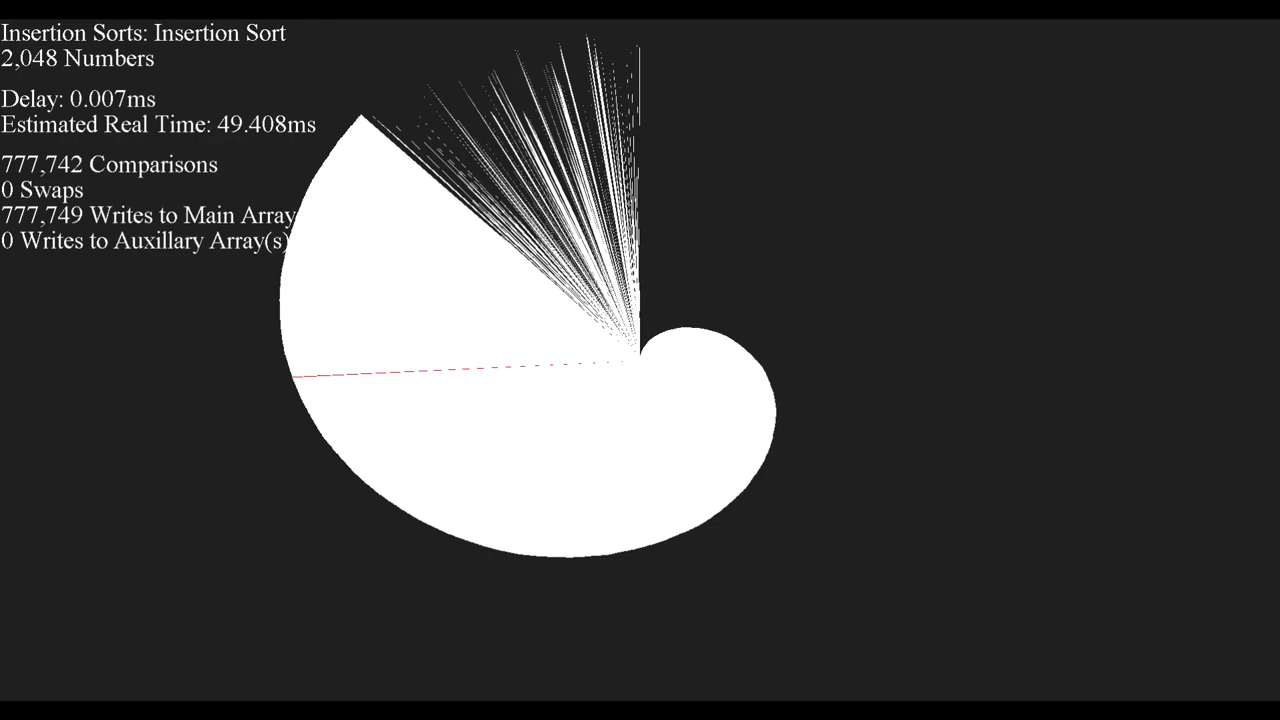 Insertion Sorts: Insertion Sort
2,048 Numbers
Delay: 0.007ms
Estimated Real Time: 49.408ms
777,742 Comparisons
0 Swaps
777,749 Writes to Main Array
0 Writes to Auxillary Array(s)